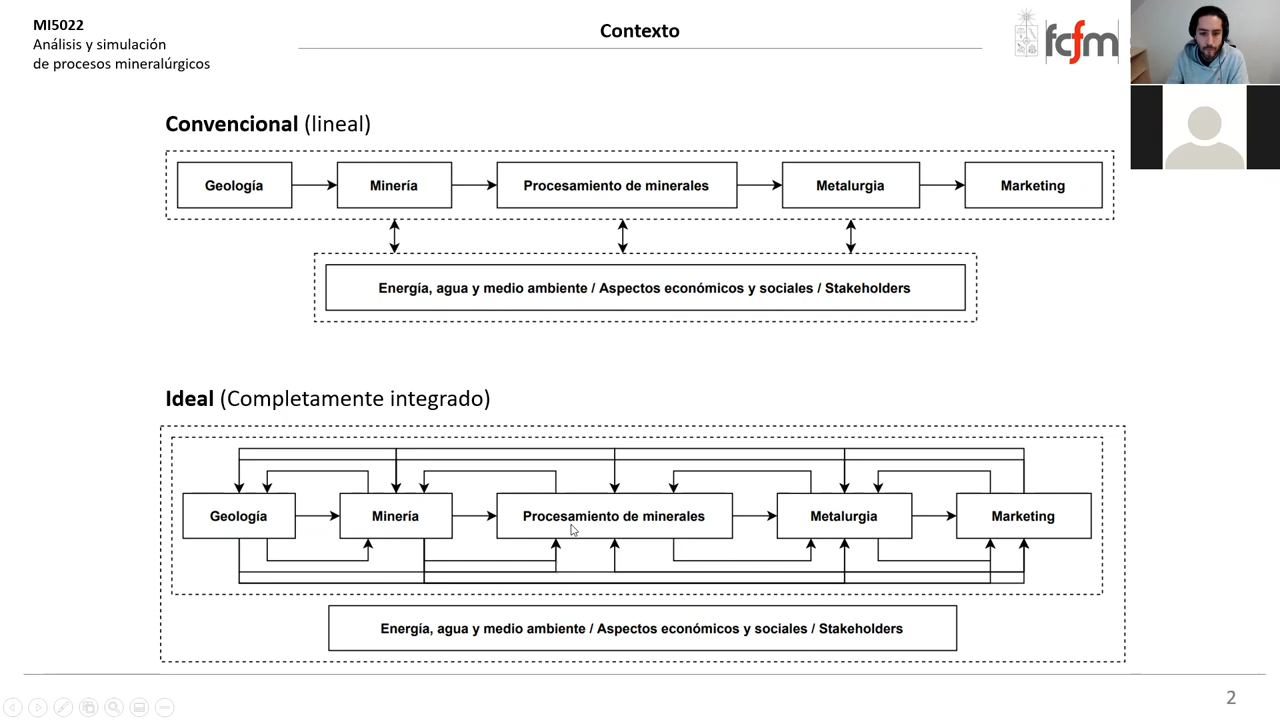 MI5022
Análisis y simulación
de procesos mineralúrgicos
Contexto
fcfm
Convencional (lineal)
Geología
Minería
Procesamiento de minerales
Metalurgia
Marketing
Energía, agua y medio ambiente / Aspectos económicos y sociales / Stakeholders
Ideal (Completamente integrado)
Geología
Minería
Procesamiento de minerales
Metalurgia
Marketing
Energía, agua y medio ambiente / Aspectos económicos y sociales / Stakeholders
2